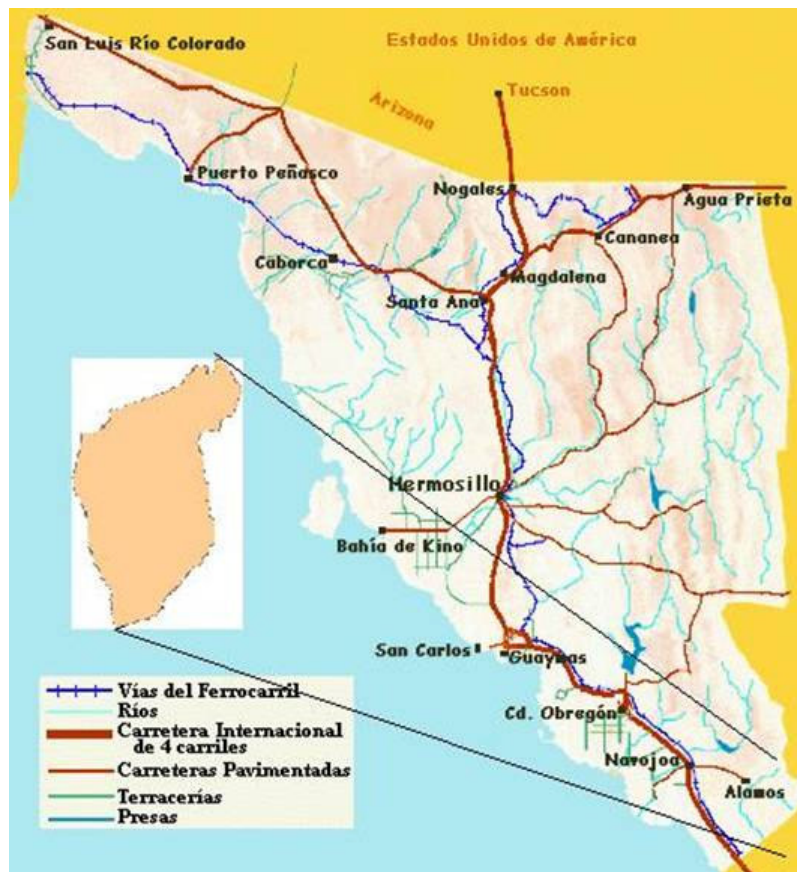 San Luis Río Colorado
Estados Unidos de América
Arizona
Tucson
Puerto Peñasco
Nogales
Agua Prieta
Cananea
Caborca
Magdalena
Santa Ana
Hermosillo
Bahía de Kino
San Carlos
Guaymas
Cd. Obregón
Navojoa
Alamos
Vías del Ferrocarril
Ríos
Carretera Internacional
de 4 carriles
Carreteras Pavimentadas
Terracerías
Presas